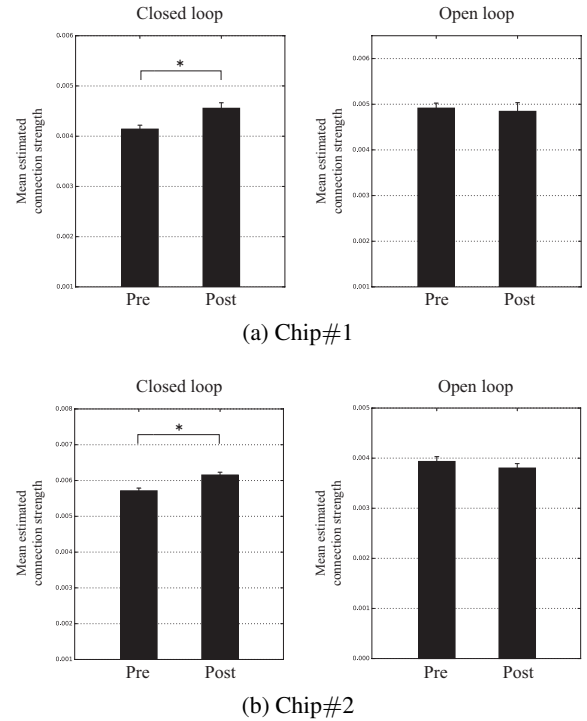 Closed loop
Open loop
Mean estimated
connection strength
0.006
0.005
0.004
0.003
0.002
0.001
*
Pre
Post
Mean estimated
connection strength
0.006
0.005
0.004
0.003
0.002
0.001
Pre
Post
(a) Chip#1
Closed loop
Open loop
Mean estimated
connection strength
0.008
0.007
0.006
0.005
0.004
0.003
0.002
0.001
*
Pre
Post
Mean estimated
connection strength
0.005
0.004
0.003
0.002
0.001
0.000
Pre
Post
(b) Chip#2